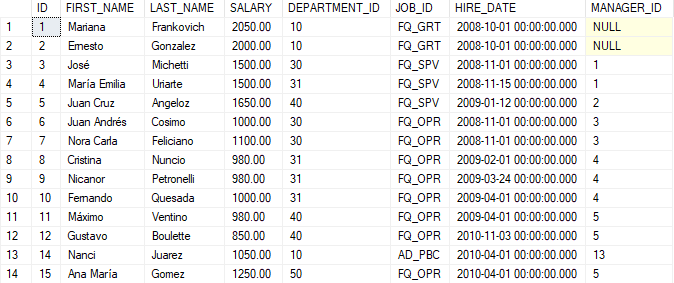 ID FIRST_NAME LAST_NAME SALARY DEPARTMENT_ID JOB_ID HIRE_DATE MANAGER_ID
1 1 Mariana Frankovich 2050.00 10 FQ_GRT 2008-10-01 00:00:00.000 NULL
2 2 Ernesto Gonzalez 2000.00 10 FQ_GRT 2008-10-01 00:00:00.000 NULL
3 3 José Michetti 1500.00 30 FQ_SPV 2008-11-01 00:00:00.000 1
4 4 María Emilia Uriarte 1500.00 31 FQ_SPV 2008-11-15 00:00:00.000 1
5 5 Juan Cruz Angeloz 1650.00 40 FQ_SPV 2009-01-12 00:00:00.000 2
6 6 Juan Andrés Cosimo 1000.00 30 FQ_OPR 2008-11-01 00:00:00.000 3
7 7 Nora Carla Feliciano 1100.00 30 FQ_OPR 2008-11-01 00:00:00.000 3
8 8 Cristina Nuncio 980.00 31 FQ_OPR 2009-02-01 00:00:00.000 4
9 9 Nicanor Petronelli 980.00 31 FQ_OPR 2009-03-24 00:00:00.000 4
10 10 Fernando Quesada 1000.00 31 FQ_OPR 2009-04-01 00:00:00.000 4
11 11 Máximo Ventino 980.00 40 FQ_OPR 2009-04-01 00:00:00.000 5
12 12 Gustavo Boulette 850.00 40 FQ_OPR 2010-11-03 00:00:00.000 5
13 14 Nanci Juarez 1050.00 10 AD_PBC 2010-04-01 00:00:00.000 13
14 15 Ana María Gomez 1250.00 50 FQ_OPR 2010-04-01 00:00:00.000 5